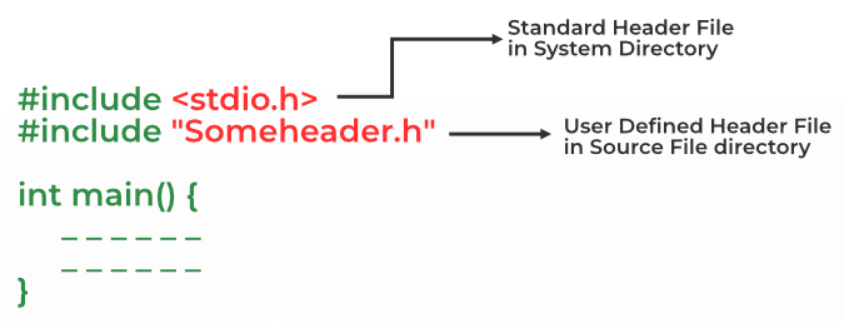 Standard Header File
in System Directory
#include <stdio.h>
#include "Someheader.h"
User Defined Header File
in Source File directory
int main() {
_ _ _ _ _ _
_ _ _ _ _ _
}